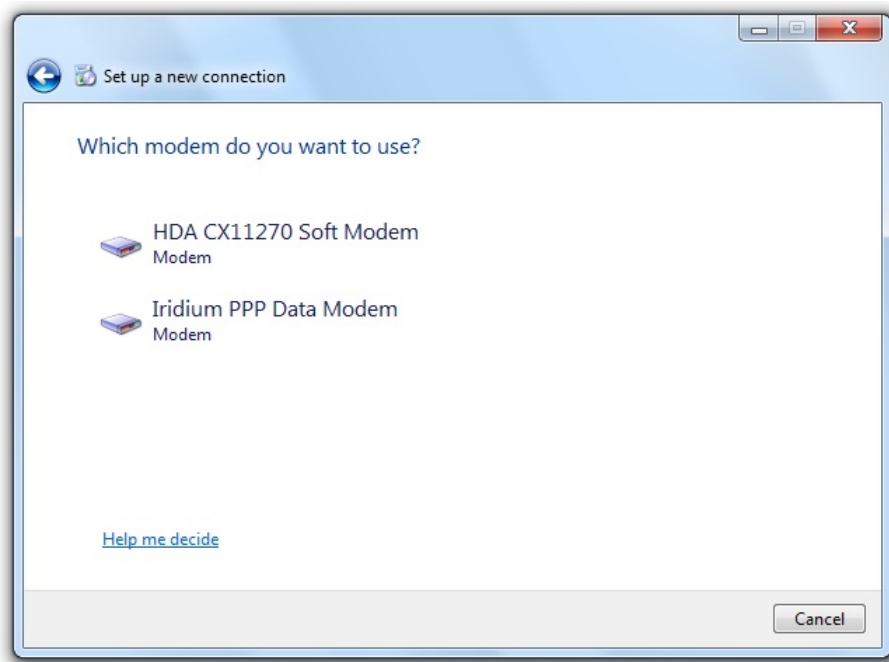 Set up a new connection
Which modem do you want to use?
HDA CX11270 Soft Modem
Modem
Iridium PPP Data Modem
Modem
Help me decide
Cancel